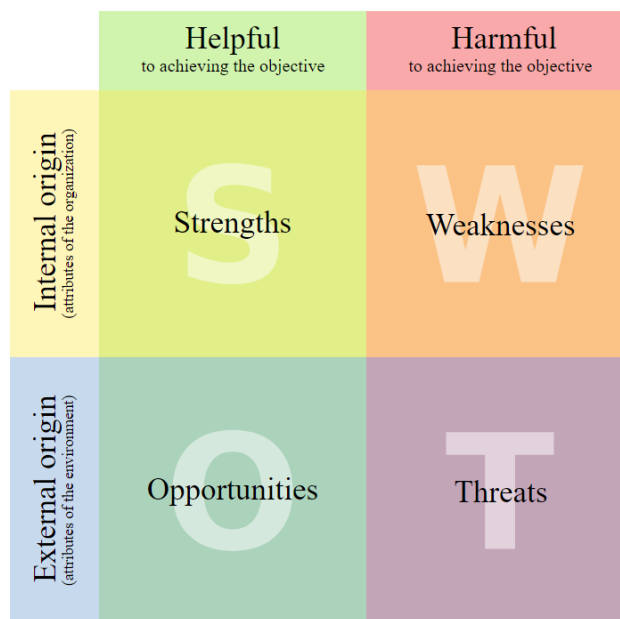 Helpful
to achieving the objective
Harmful
to achieving the objective
Internal origin
(attributes of the organization)
S
Strengths
W
Weaknesses
External origin
(attributes of the environment)
O
Opportunities
T
Threats